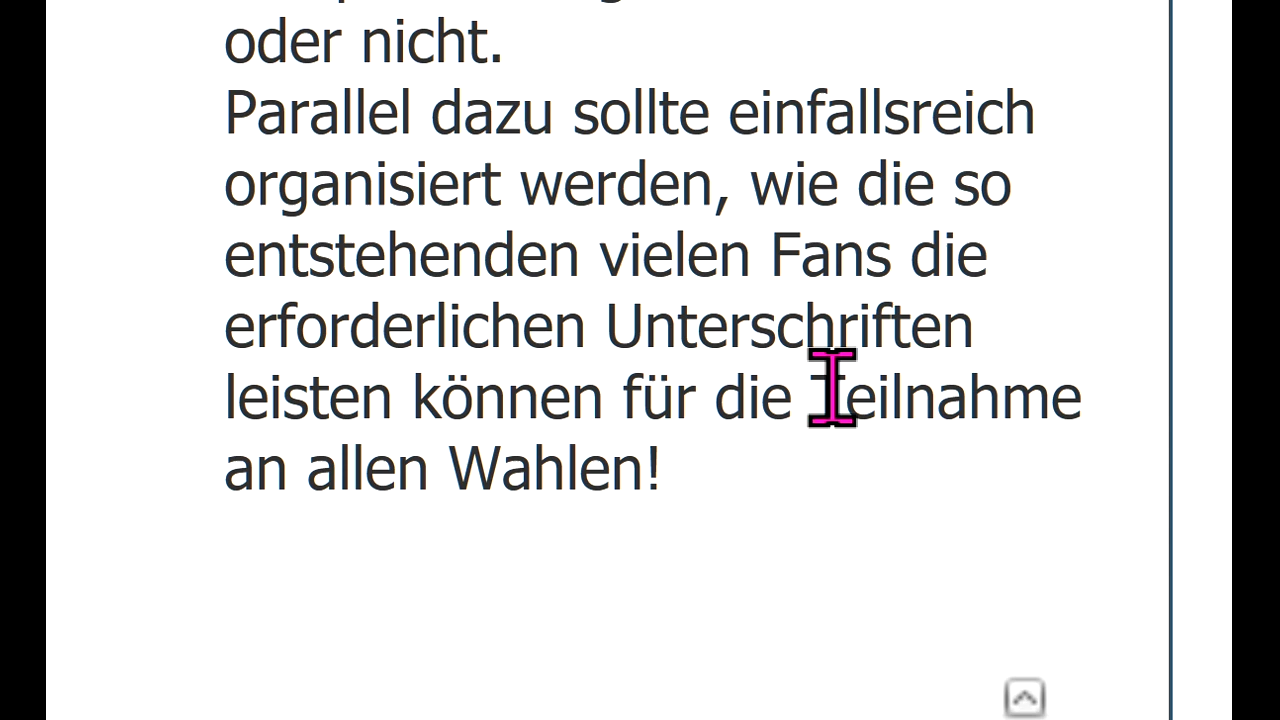 oder nicht.
Parallel dazu sollte einfallsreich
organisiert werden, wie die so
entstehenden vielen Fans die
erforderlichen Unterschriften
leisten können für die Teilnahme
an allen Wahlen!